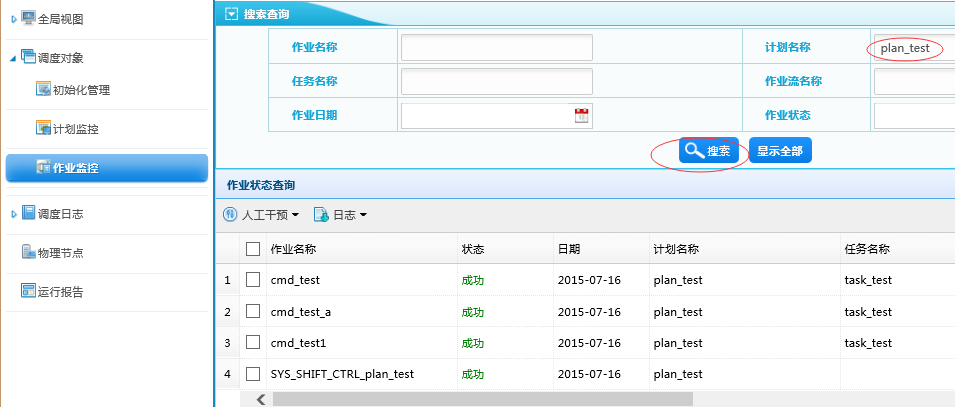 全局视图
调度对象
初始化管理
计划监控
作业监控
调度日志
物理节点
运行报告
搜索查询
作业名称 计划名称 plan_test
任务名称 作业流名称
作业日期 作业状态
搜索 显示全部
作业状态查询
人工干预 日志
作业名称 状态 日期 计划名称 任务名称
1 cmd_test 成功 2015-07-16 plan_test task_test
2 cmd_test_a 成功 2015-07-16 plan_test task_test
3 cmd_test1 成功 2015-07-16 plan_test task_test
4 SYS_SHIFT_CTRL_plan_test 成功 2015-07-16 plan_test